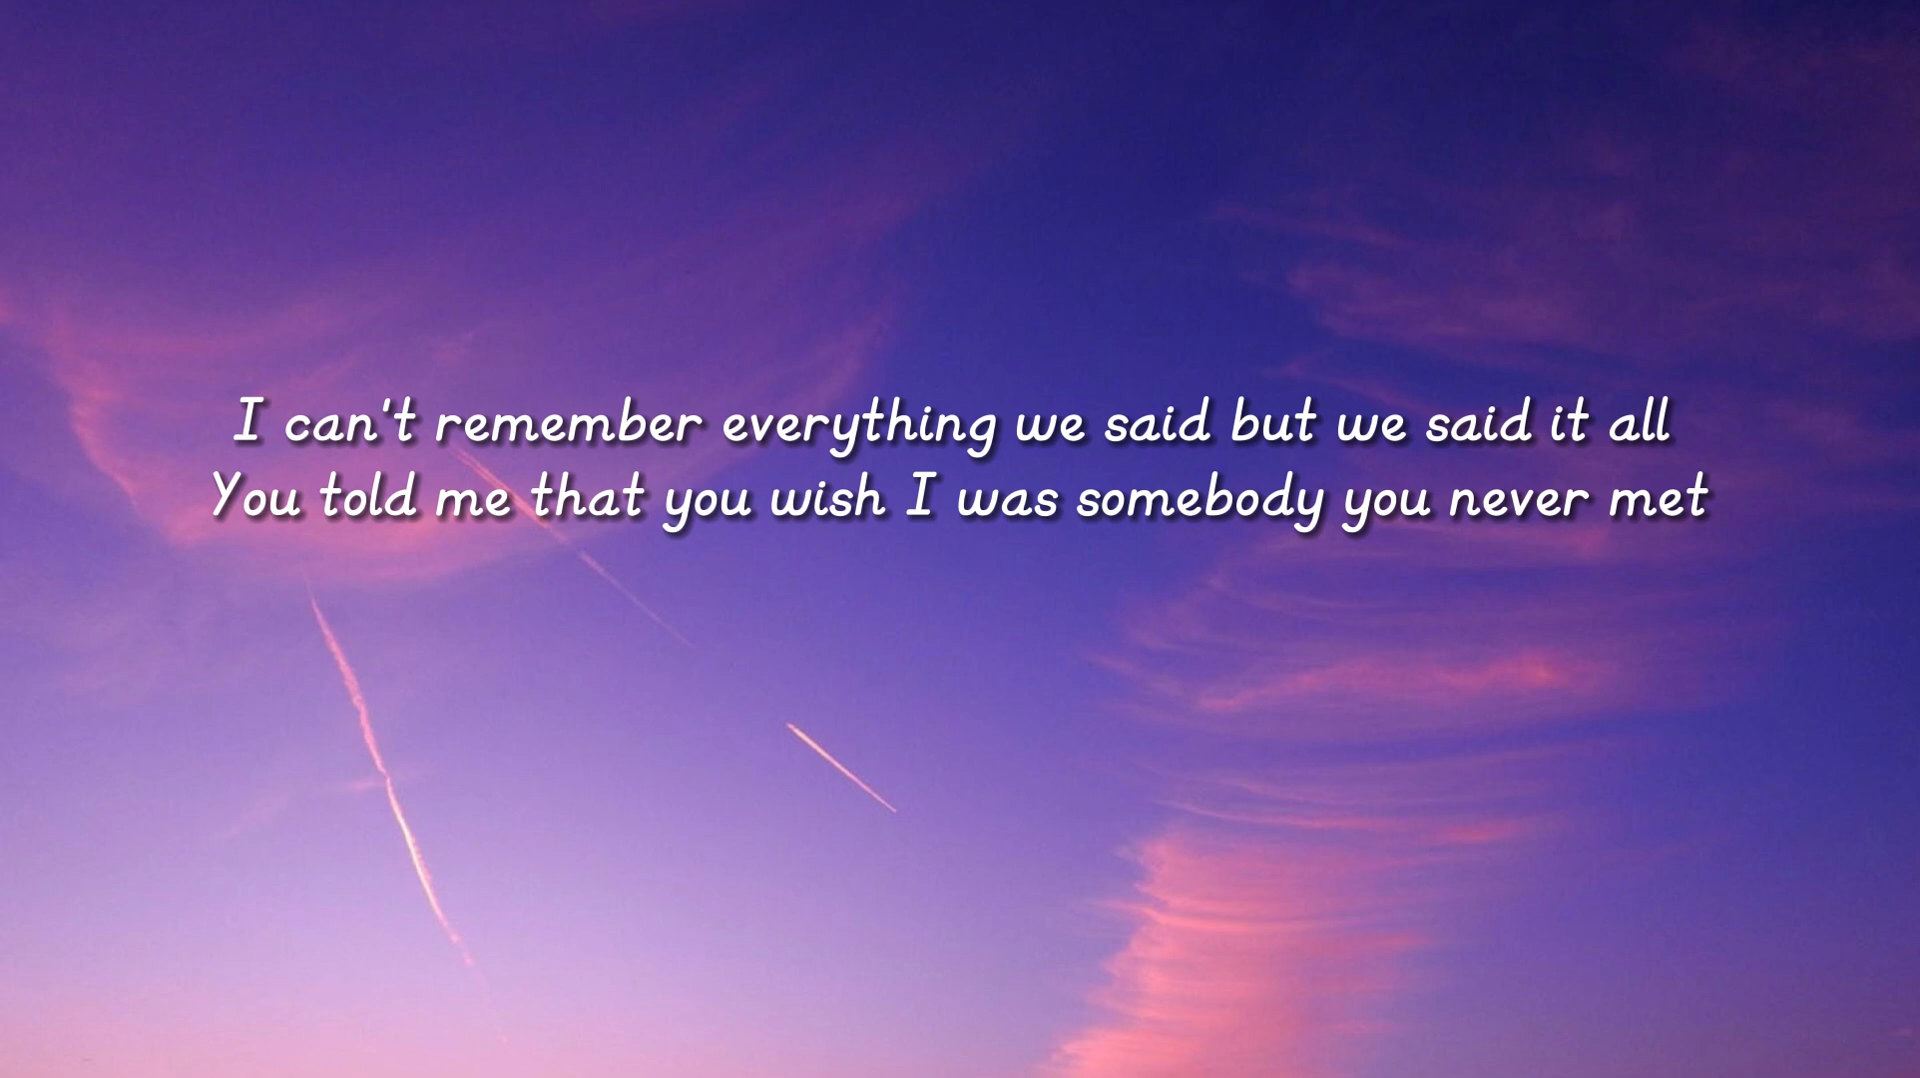 I can't remember everything we said but we said it all
You told me that you wish I was somebody you never met